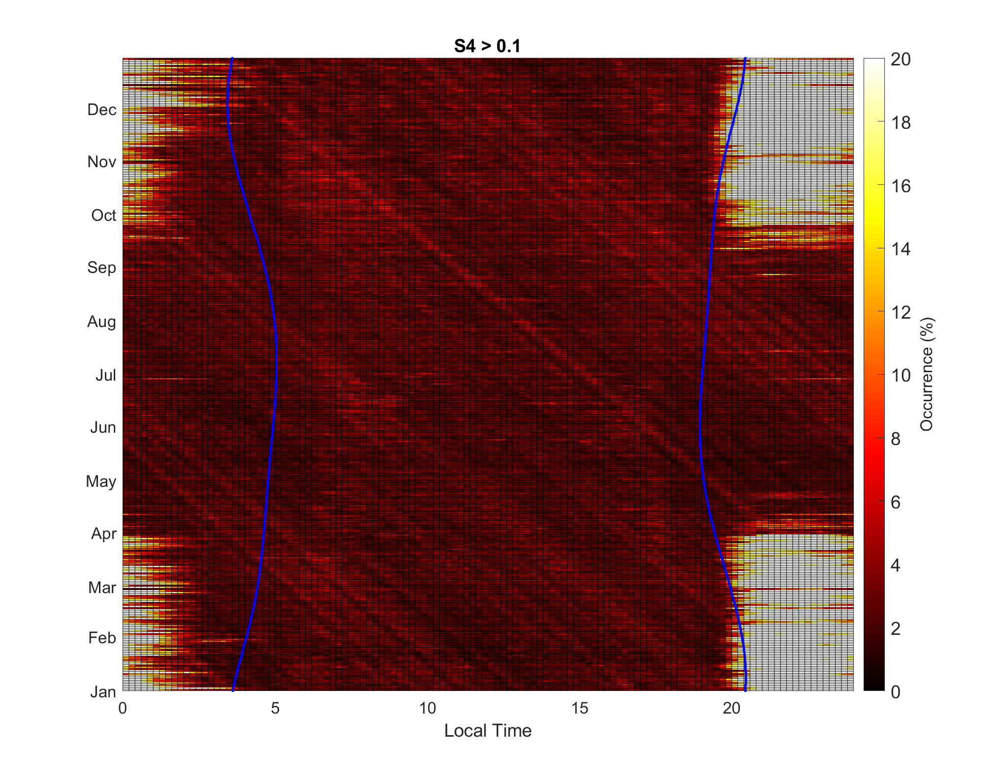 S4 > 0.1
Dec
Nov
Oct
Sep
Aug
Jul
Jun
May
Apr
Mar
Feb
Jan
0
5
10
15
20
Local Time
20
18
16
14
12
10
8
6
4
2
0
Occurrence (%)